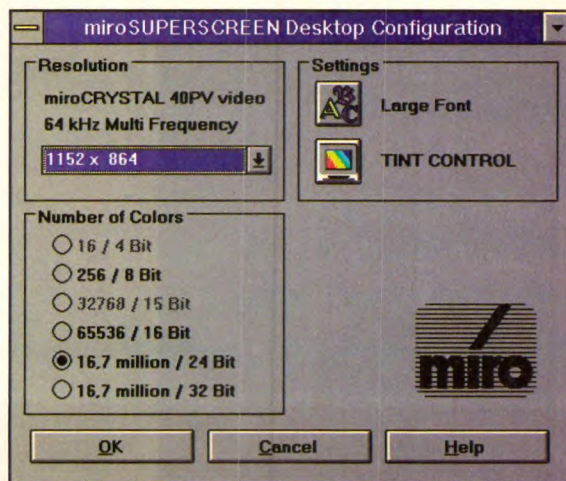 miroSUPERSCREEN Desktop Configuration
Resolution
miroCRYSTAL 40PV video
64 kHz Multi Frequency
1152 x 864
Settings
Large Font
TINT CONTROL
Number of Colors
16 / 4 Bit
256 / 8 Bit
32768 / 15 Bit
65536 / 16 Bit
16,7 million / 24 Bit
16,7 million / 32 Bit
miro
OK
Cancel
Help